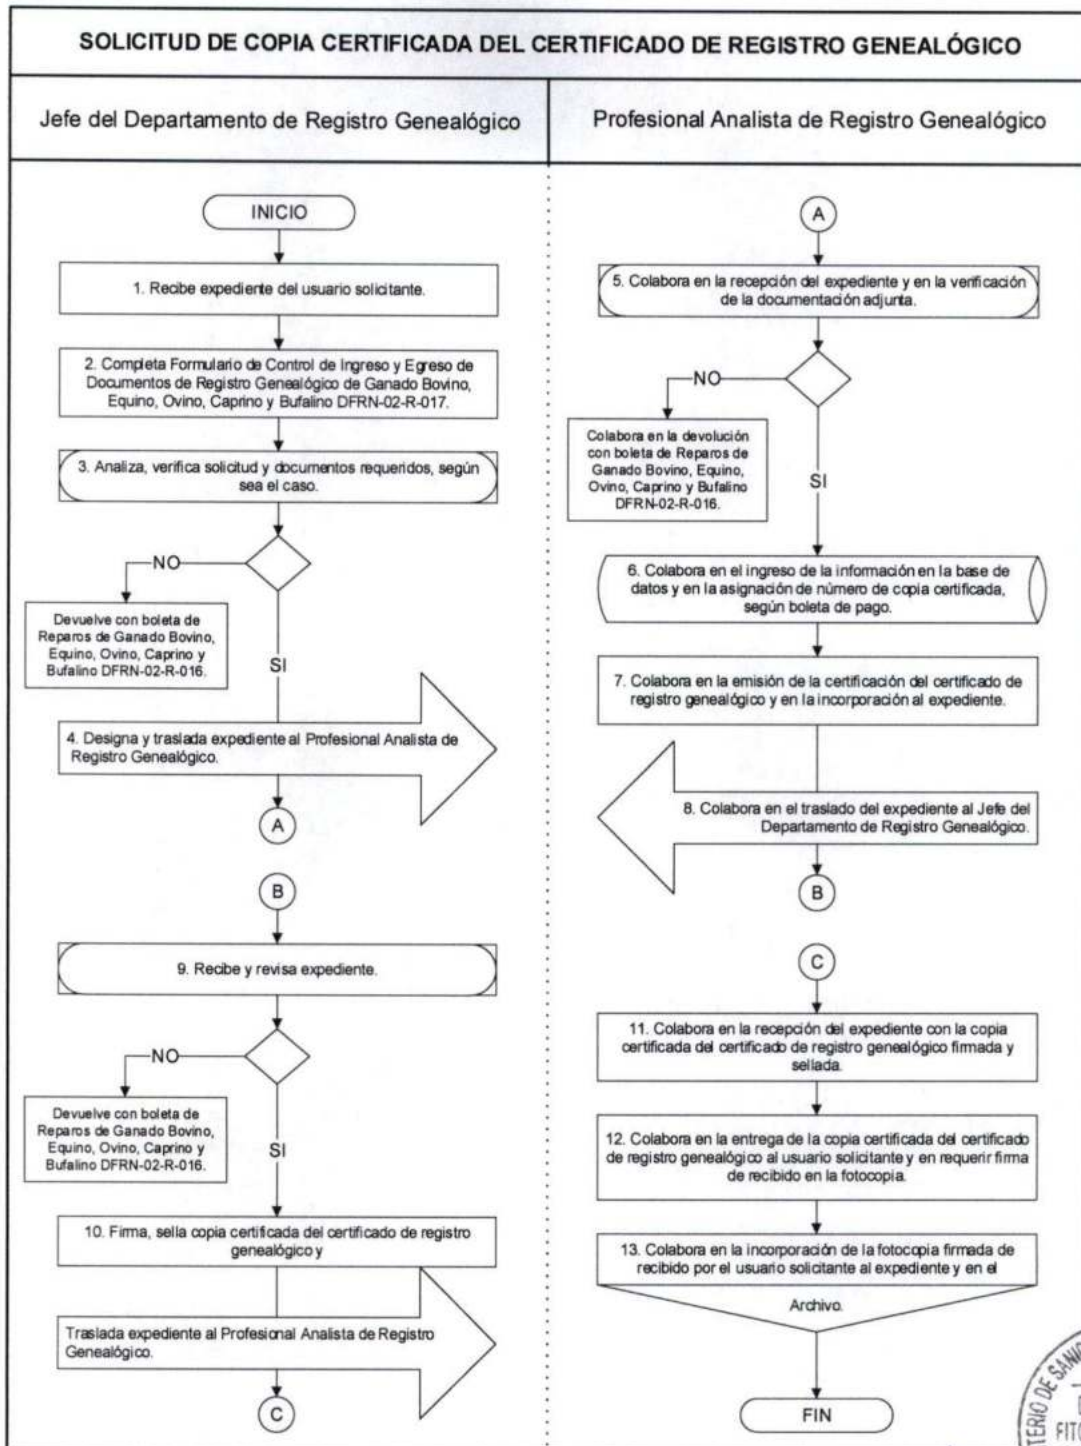 SOLICITUD DE COPIA CERTIFICADA DEL CERTIFICADO DE REGISTRO GENEALÓGICO
Jefe del Departamento de Registro Genealógico
Profesional Analista de Registro Genealógico
INICIO
1. Recibe expediente del usuario solicitante.
2. Completa Formulario de Control de Ingreso y Egreso de
Documentos de Registro Genealógico de Ganado Bovino,
Equino, Ovino, Caprino y Bufalino DFRN-02-R-017.
3. Analiza, verifica solicitud y documentos requeridos, según
sea el caso.
NO
Devuelve con boleta de
Reparos de Ganado Bovino,
Equino, Ovino, Caprino y
Bufalino DFRN-02-R-016.
SI
4. Designa y traslada expediente al Profesional Analista de
Registro Genealógico.
A
B
9. Recibe y revisa expediente.
NO
Devuelve con boleta de
Reparos de Ganado Bovino,
Equino, Ovino, Caprino y
Bufalino DFRN-02-R-016.
SI
10. Firma, sella copia certificada del certificado de registro
genealógico y
Traslada expediente al Profesional Analista de Registro
Genealógico.
C
A
5. Colabora en la recepción del expediente y en la verificación
de la documentación adjunta.
NO
Colabora en la devolución
con boleta de Reparos de
Ganado Bovino, Equino,
Ovino, Caprino y Bufalino
DFRN-02-R-016.
SI
6. Colabora en el ingreso de la información en la base de
datos y en la asignación de número de copia certificada,
según boleta de pago.
7. Colabora en la emisión de la certificación del certificado de
registro genealógico y en la incorporación al expediente.
8. Colabora en el traslado del expediente al Jefe del
Departamento de Registro Genealógico.
B
C
11. Colabora en la recepción del expediente con la copia
certificada del certificado de registro genealógico firmada y
sellada.
12. Colabora en la entrega de la copia certificada del certificado
de registro genealógico al usuario solicitante y en requerir firma
de recibido en la fotocopia.
13. Colabora en la incorporación de la fotocopia firmada de
recibido por el usuario solicitante al expediente y en el
Archivo.
FIN